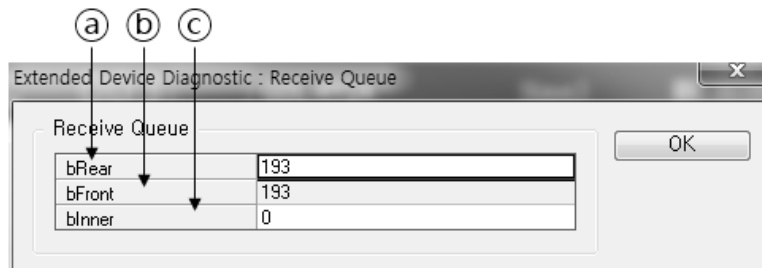 ⓐ ⓑ ⓒ
Extended Device Diagnostic : Receive Queue
Receive Queue
OK
bRear 193
bFront 193
bInner 0